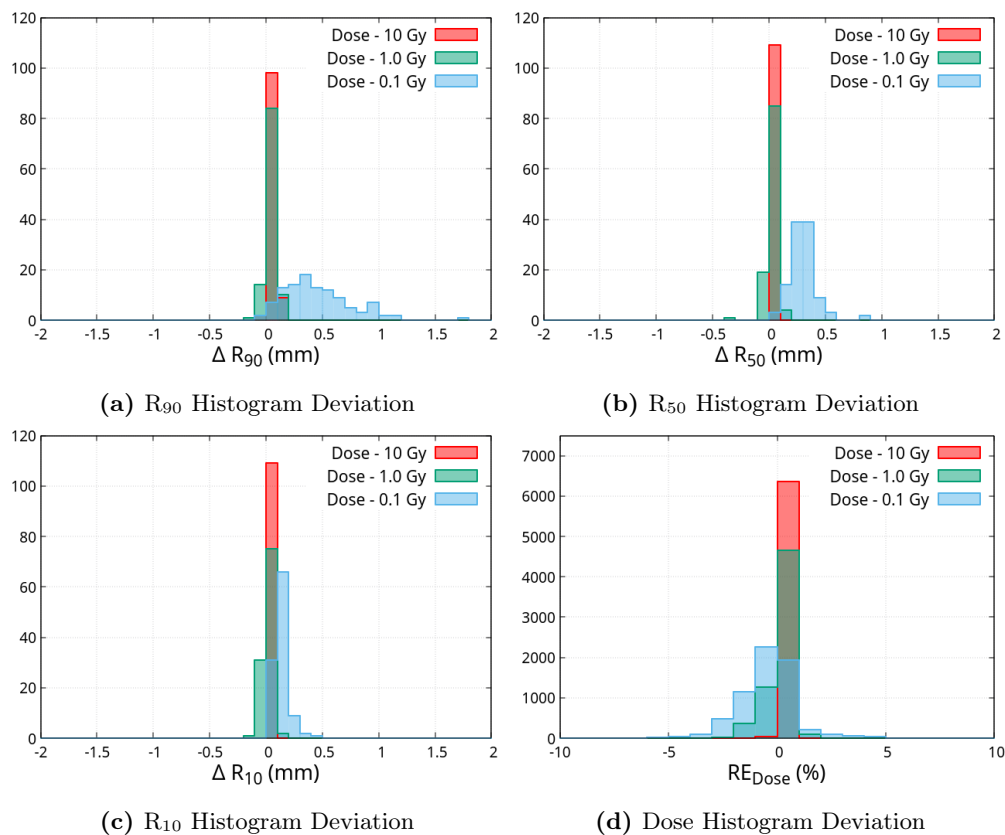 120
100
80
60
40
20
0
-2 -1.5 -1 -0.5 0 0.5 1 1.5 2
Δ R90 (mm)
Dose - 10 Gy
Dose - 1.0 Gy
Dose - 0.1 Gy
(a) R90 Histogram Deviation
120
100
80
60
40
20
0
-2 -1.5 -1 -0.5 0 0.5 1 1.5 2
Δ R50 (mm)
Dose - 10 Gy
Dose - 1.0 Gy
Dose - 0.1 Gy
(b) R50 Histogram Deviation
120
100
80
60
40
20
0
-2 -1.5 -1 -0.5 0 0.5 1 1.5 2
Δ R10 (mm)
Dose - 10 Gy
Dose - 1.0 Gy
Dose - 0.1 Gy
(c) R10 Histogram Deviation
7000
6000
5000
4000
3000
2000
1000
0
-10 -5 0 5 10
REDose (%)
Dose - 10 Gy
Dose - 1.0 Gy
Dose - 0.1 Gy
(d) Dose Histogram Deviation